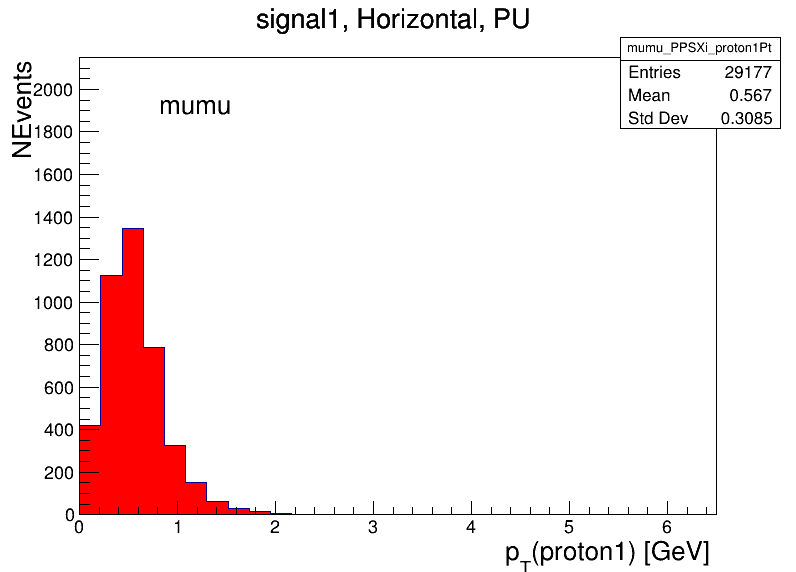 signal1, Horizontal, PU
mumu_PPSXi_proton1Pt
Entries 29177
Mean 0.567
Std Dev 0.3085
NEvents
mumu
2000
1800
1600
1400
1200
1000
800
600
400
200
0
0 1 2 3 4 5 6
pT(proton1) [GeV]